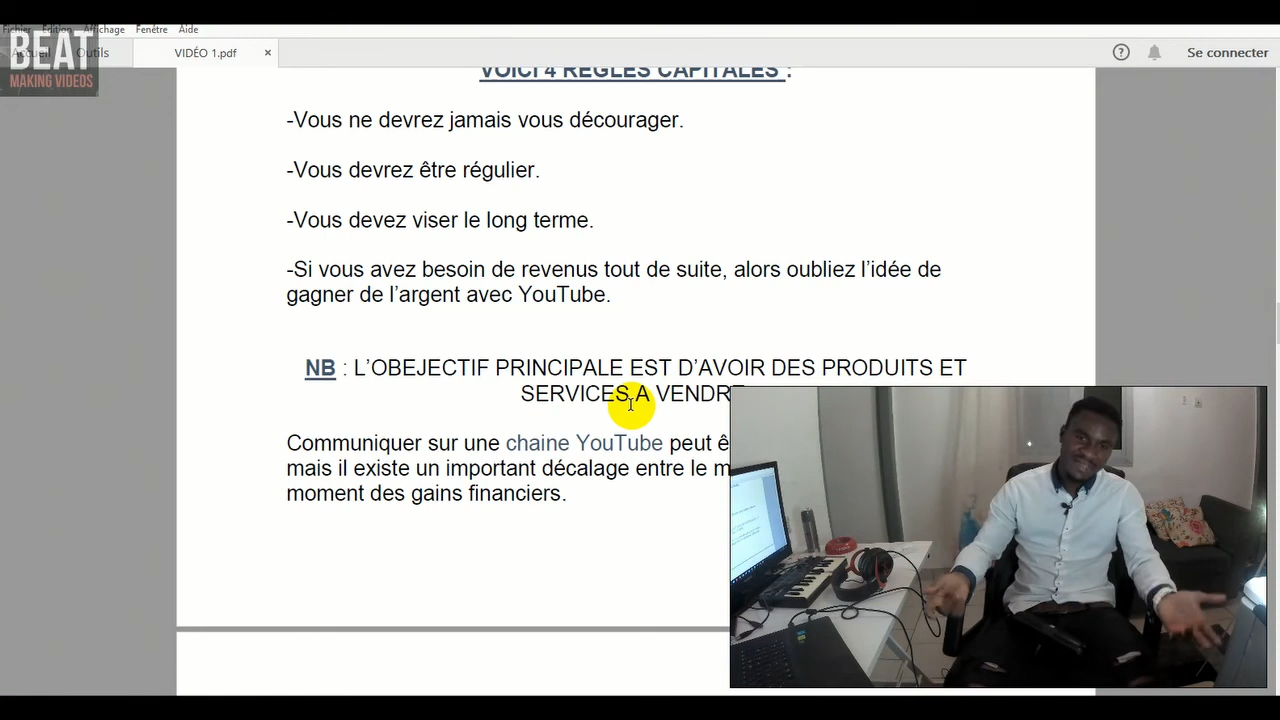 Fichier Edition Affichage Fenêtre Aide
BEAT
MAKING VIDEOS
Accueil Outils VIDÉO 1.pdf × Se connecter
VOICI 4 REGLES CAPITALES :
-Vous ne devrez jamais vous décourager.
-Vous devrez être régulier.
-Vous devez viser le long terme.
-Si vous avez besoin de revenus tout de suite, alors oubliez l’idée de
gagner de l’argent avec YouTube.
NB : L’OBEJECTIF PRINCIPALE EST D’AVOIR DES PRODUITS ET
SERVICES A VENDRE
Communiquer sur une chaine YouTube peut ê
mais il existe un important décalage entre le m
moment des gains financiers.